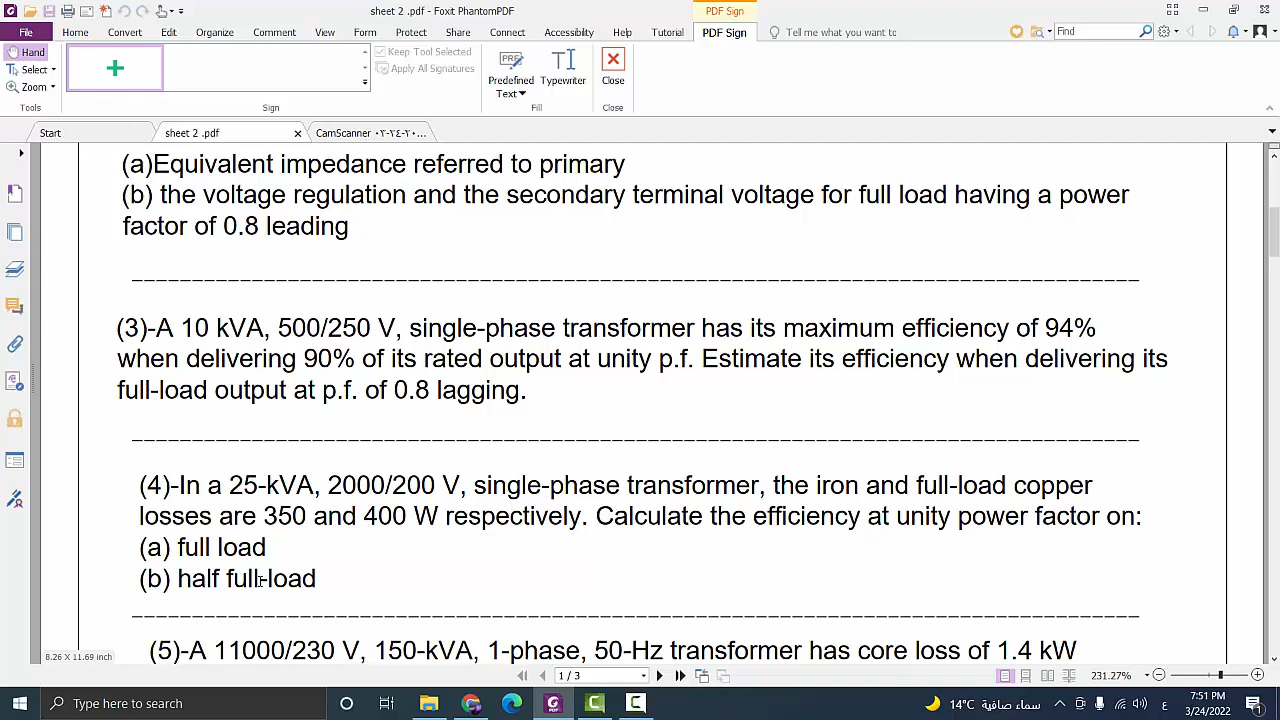 sheet 2 .pdf - Foxit PhantomPDF
PDF Sign
File Home Convert Edit Organize Comment View Form Protect Share Connect Accessibility Help Tutorial PDF Sign Tell me what you want to Find
Hand
Select
Zoom
Tools
Keep Tool Selected
Apply All Signatures
Sign
PRE
Predefined Text
Typewriter
Fill
Close
Close
Start sheet 2 .pdf CamScanner ٠٣-٢٤-٢٠...
(a)Equivalent impedance referred to primary
(b) the voltage regulation and the secondary terminal voltage for full load having a power
factor of 0.8 leading
(3)-A 10 kVA, 500/250 V, single-phase transformer has its maximum efficiency of 94%
when delivering 90% of its rated output at unity p.f. Estimate its efficiency when delivering its
full-load output at p.f. of 0.8 lagging.
(4)-In a 25-kVA, 2000/200 V, single-phase transformer, the iron and full-load copper
losses are 350 and 400 W respectively. Calculate the efficiency at unity power factor on:
(a) full load
(b) half full-load
(5)-A 11000/230 V, 150-kVA, 1-phase, 50-Hz transformer has core loss of 1.4 kW
8.26 X 11.69 inch
1 / 3
231.27%
Type here to search
14°C سماء صافية
ع
7:51 PM
3/24/2022